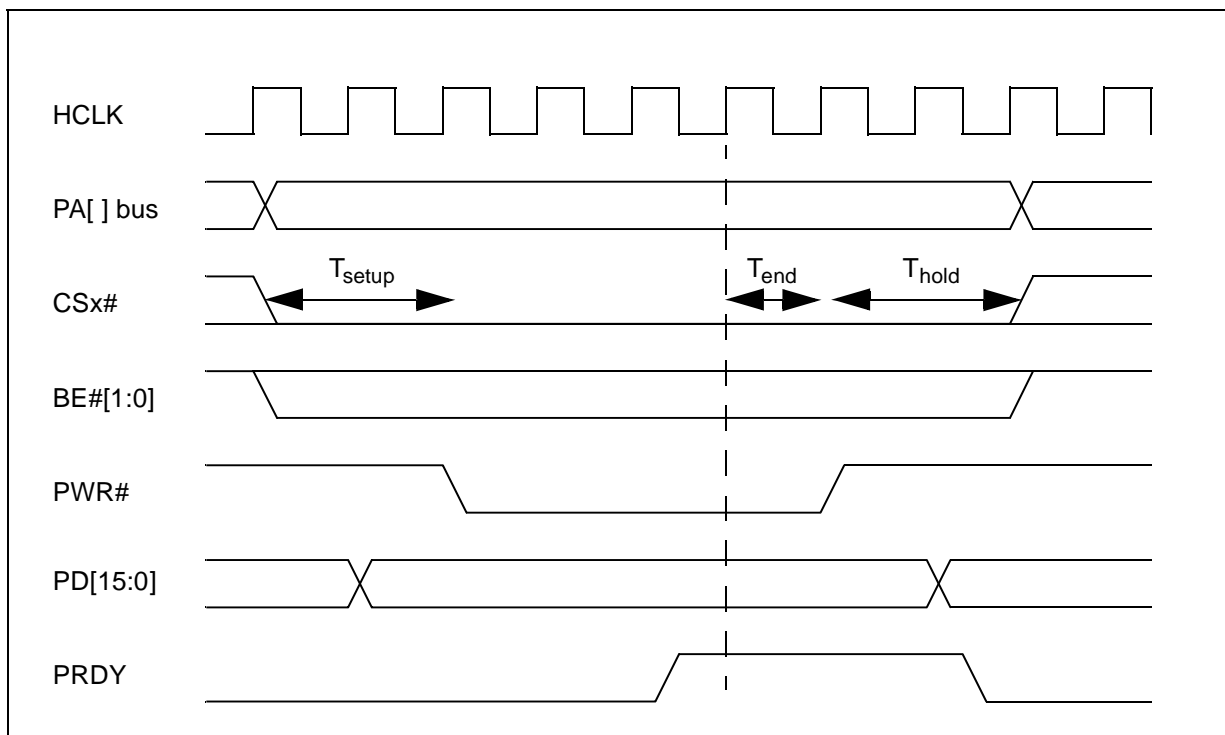 HCLK
PA[ ] bus
CSx#
Tsetup
Tend
Thold
BE#[1:0]
PWR#
PD[15:0]
PRDY